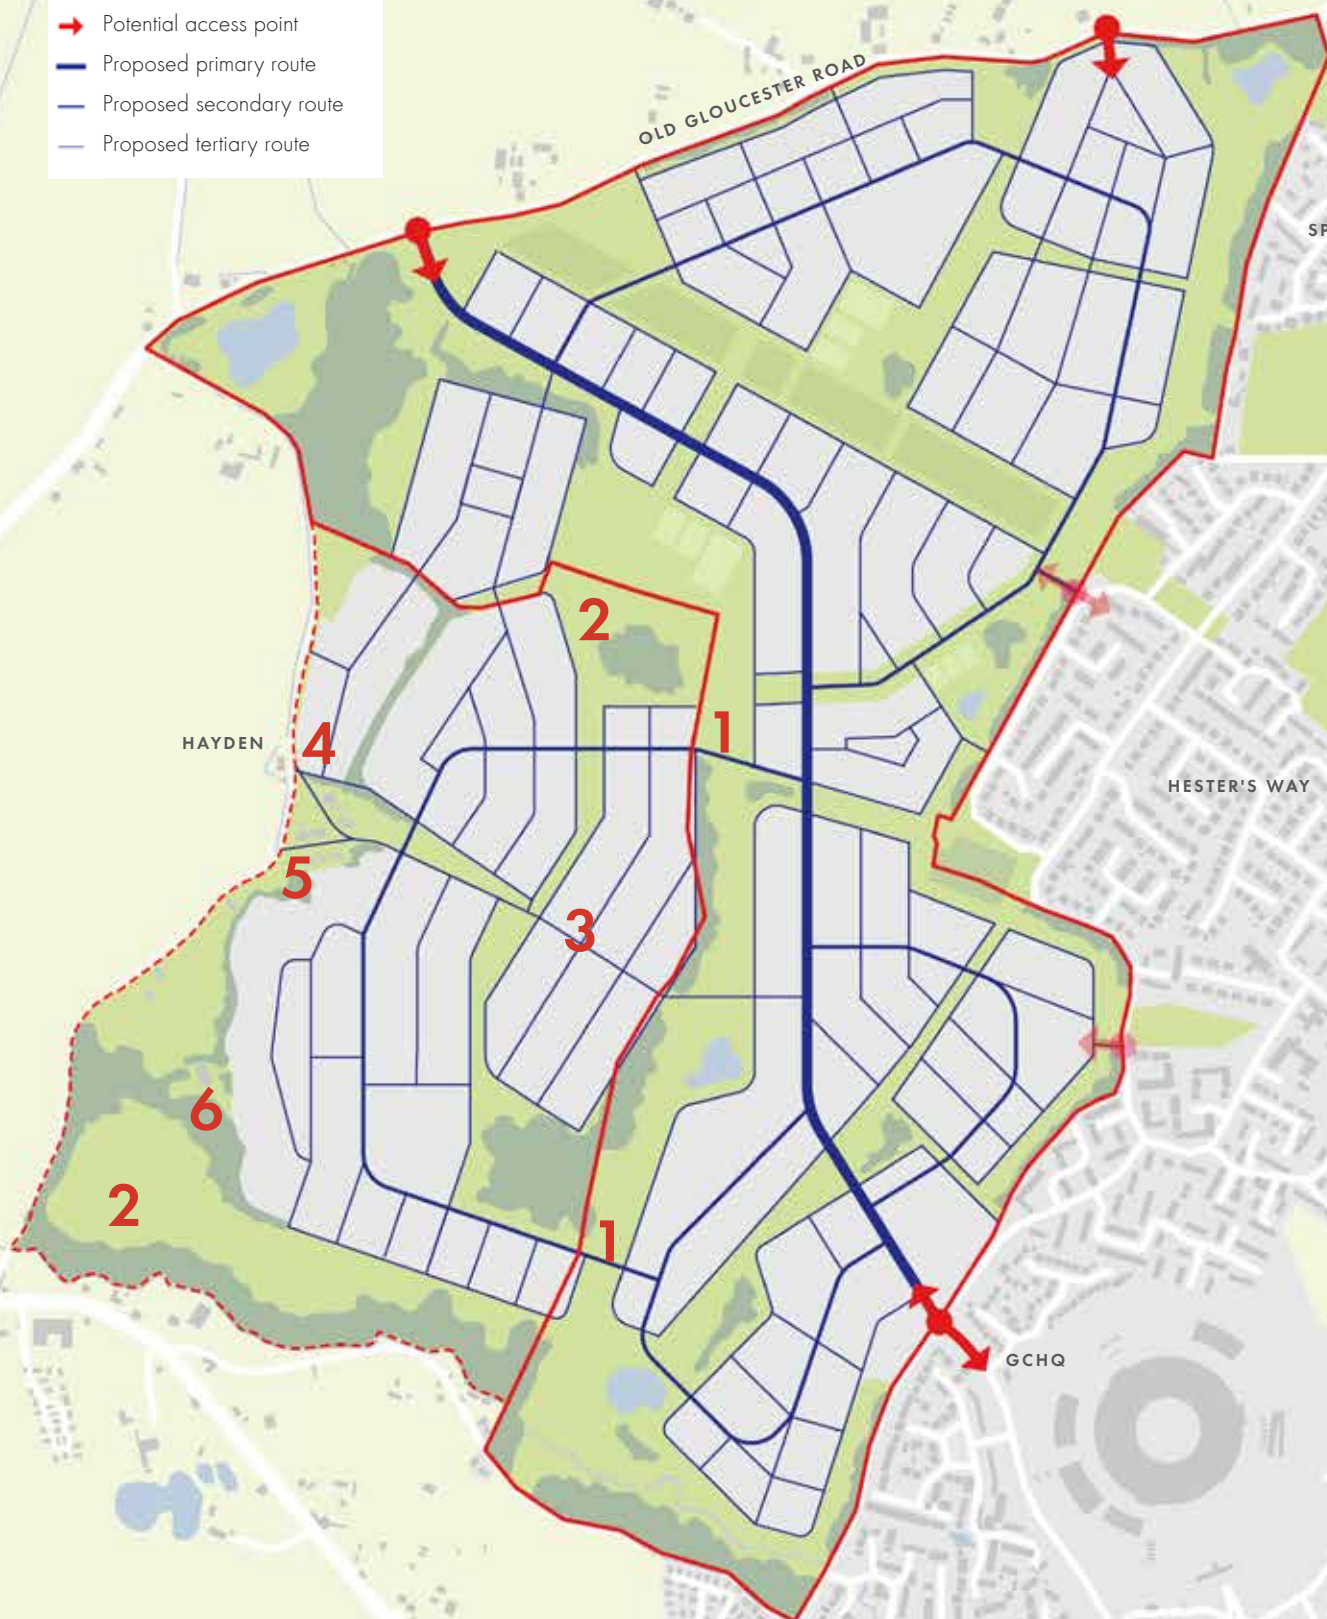 Potential access point
Proposed primary route
Proposed secondary route
Proposed tertiary route
OLD GLOUCESTER ROAD
SP
2
1
HAYDEN
4
HESTER'S WAY
5
3
6
2
1
GCHQ